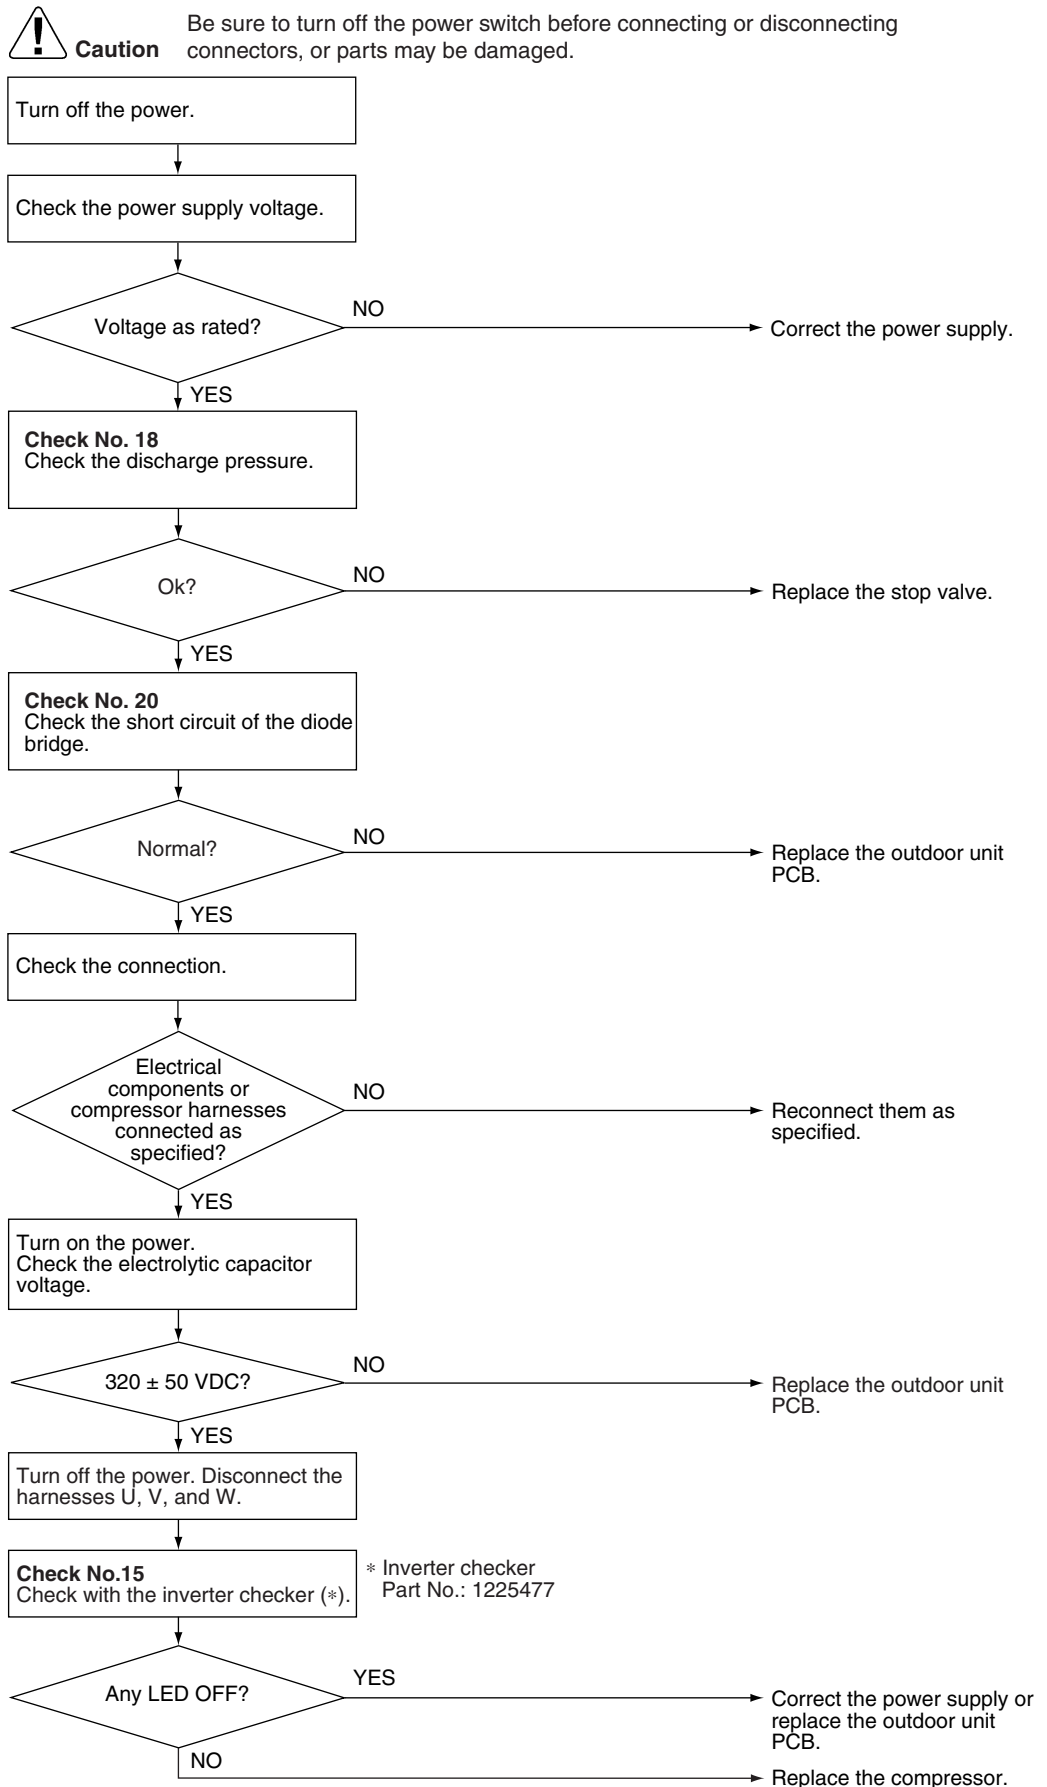 Be sure to turn off the power switch before connecting or disconnecting
Caution connectors, or parts may be damaged.
Turn off the power.
Check the power supply voltage.
Voltage as rated?
NO
Correct the power supply.
YES
Check No. 18
Check the discharge pressure.
Ok?
NO
Replace the stop valve.
YES
Check No. 20
Check the short circuit of the diode
bridge.
Normal?
NO
Replace the outdoor unit
PCB.
YES
Check the connection.
Electrical
components or
compressor harnesses
connected as
specified?
NO
Reconnect them as
specified.
YES
Turn on the power.
Check the electrolytic capacitor
voltage.
320 ± 50 VDC?
NO
Replace the outdoor unit
PCB.
YES
Turn off the power. Disconnect the
harnesses U, V, and W.
Check No.15
Check with the inverter checker (*).
* Inverter checker
Part No.: 1225477
Any LED OFF?
YES
Correct the power supply or
replace the outdoor unit
PCB.
NO
Replace the compressor.